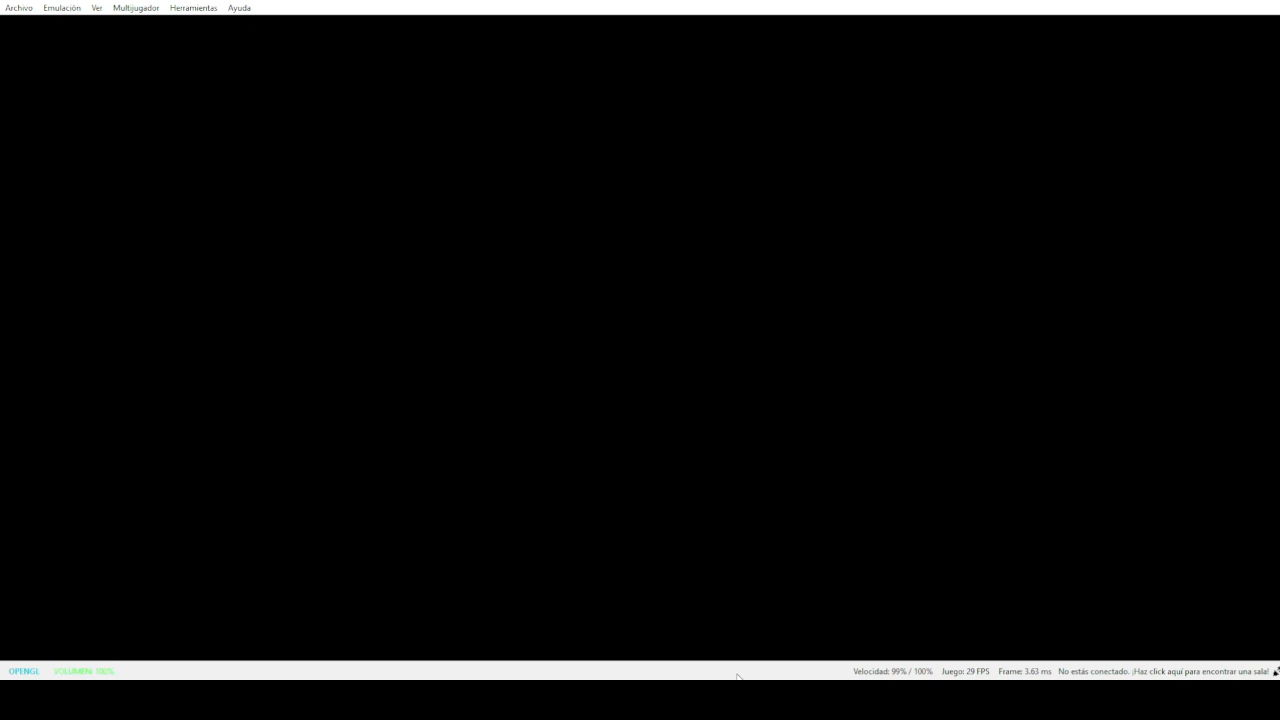 Archivo Emulación Ver Multijugador Herramientas Ayuda
OPENGL VOLUMEN: 100% Velocidad: 99% / 100% Juego: 29 FPS Frame: 3.63 ms No estás conectado. ¡Haz click aquí para encontrar una sala!